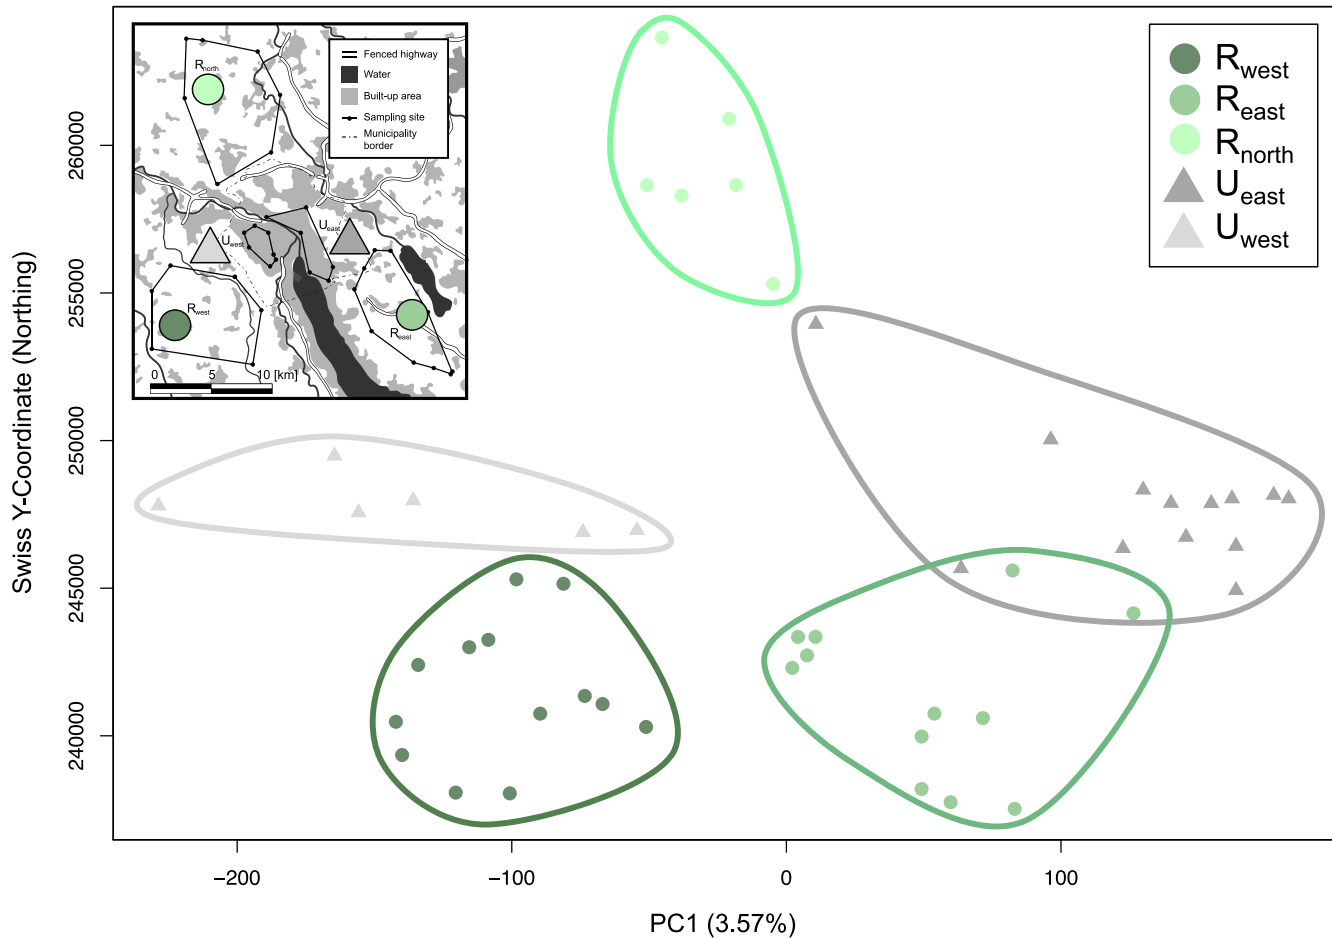 Fenced highway
Water
Built-up area
Sampling site
Municipality
border
Rnorth
Uwest
Ueast
Rwest
Reast
0 5 10 [km]
Rwest
Reast
Rnorth
Ueast
Uwest
Swiss Y-Coordinate (Northing)
260000
255000
250000
245000
240000
−200 −100 0 100
PC1 (3.57%)